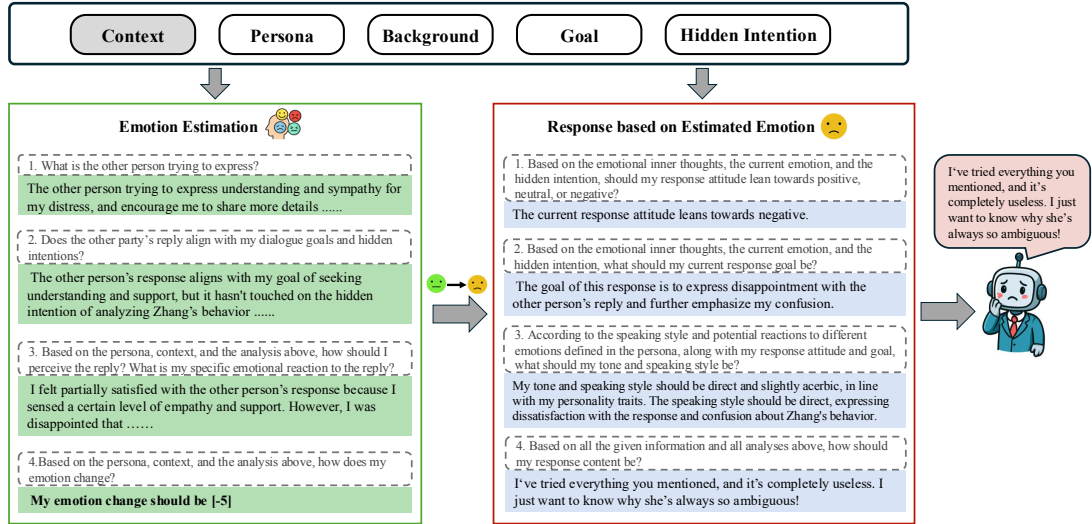 Context
Persona
Background
Goal
Hidden Intention
Emotion Estimation
1. What is the other person trying to express?
The other person trying to express understanding and sympathy for
my distress, and encourage me to share more details ......
2. Does the other party's reply align with my dialogue goals and hidden
intentions?
The other person's response aligns with my goal of seeking
understanding and support, but it hasn't touched on the hidden
intention of analyzing Zhang's behavior ......
3. Based on the persona, context, and the analysis above, how should I
perceive the reply? What is my specific emotional reaction to the reply?
I felt partially satisfied with the other person's response because I
sensed a certain level of empathy and support. However, I was
disappointed that ……
4.Based on the persona, context, and the analysis above, how does my
emotion change?
My emotion change should be [-5]
Response based on Estimated Emotion
1. Based on the emotional inner thoughts, the current emotion, and the
hidden intention, should my response attitude lean towards positive,
neutral, or negative?
The current response attitude leans towards negative.
2. Based on the emotional inner thoughts, the current emotion, and the
hidden intention, what should my current response goal be?
The goal of this response is to express disappointment with the
other person's reply and further emphasize my confusion.
3. According to the speaking style and potential reactions to different
emotions defined in the persona, along with my response attitude and goal,
what should my tone and speaking style be?
My tone and speaking style should be direct and slightly acerbic, in line
with my personality traits. The speaking style should be direct, expressing
dissatisfaction with the response and confusion about Zhang's behavior.
4. Based on all the given information and all analyses above, how should
my response content be?
I've tried everything you mentioned, and it's completely useless. I
just want to know why she's always so ambiguous!
I've tried everything you
mentioned, and it's
completely useless. I just
want to know why she's
always so ambiguous!